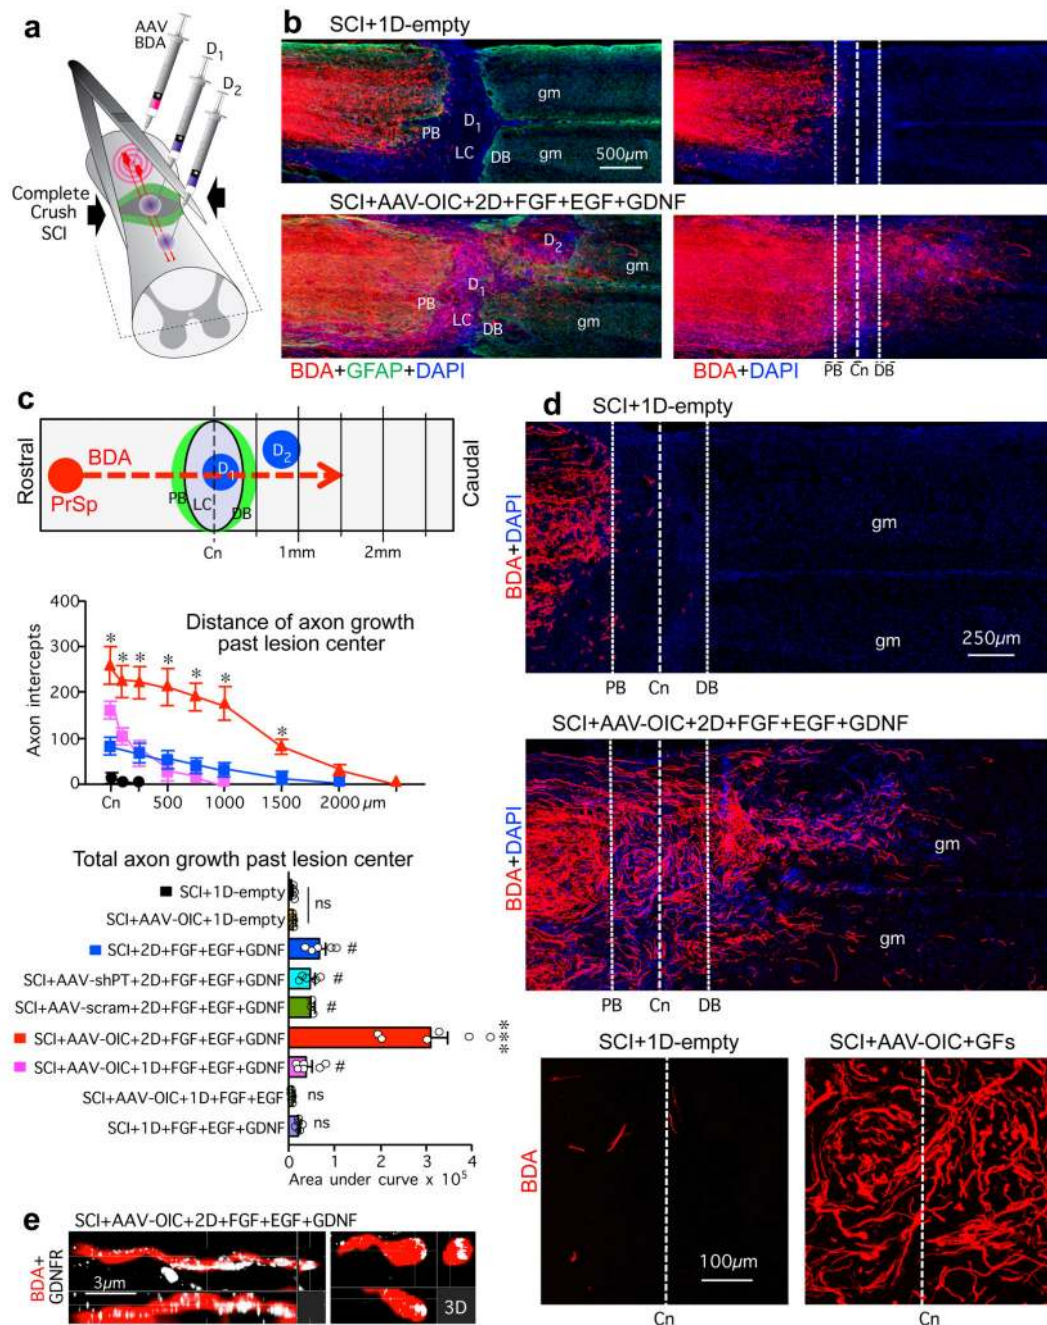 a
AAV
BDA
D1
D2
Complete
Crush
SCI
b
SCI+1D-empty
gm
PB
D1
LC
DB
gm
500µm
SCI+AAV-OIC+2D+FGF+EGF+GDNF
D2
gm
D1
PB
LC
DB
gm
BDA+GFAP+DAPI
BDA+DAPI
PB
Cn
DB
c
Rostral
BDA
PrSp
PB
LC
D1
DB
D2
Caudal
Cn
1mm
2mm
Distance of axon growth
past lesion center
Axon intercepts
400
300
200
100
0
* * * * * * *
Cn 500 1000 1500 2000 µm
Total axon growth past lesion center
SCI+1D-empty
SCI+AAV-OIC+1D-empty
ns
SCI+2D+FGF+EGF+GDNF #
SCI+AAV-shPT+2D+FGF+EGF+GDNF #
SCI+AAV-scram+2D+FGF+EGF+GDNF #
SCI+AAV-OIC+2D+FGF+EGF+GDNF ***
SCI+AAV-OIC+1D+FGF+EGF+GDNF #
SCI+AAV-OIC+1D+FGF+EGF ns
SCI+1D+FGF+EGF+GDNF ns
0 1 2 3 4
Area under curve x 10⁵
d
SCI+1D-empty
BDA+DAPI
gm
gm
250µm
PB Cn DB
SCI+AAV-OIC+2D+FGF+EGF+GDNF
BDA+DAPI
gm
gm
PB Cn DB
SCI+1D-empty
SCI+AAV-OIC+GFs
BDA
100µm
Cn
Cn
e
SCI+AAV-OIC+2D+FGF+EGF+GDNF
BDA+
GDNFR
3µm
3D